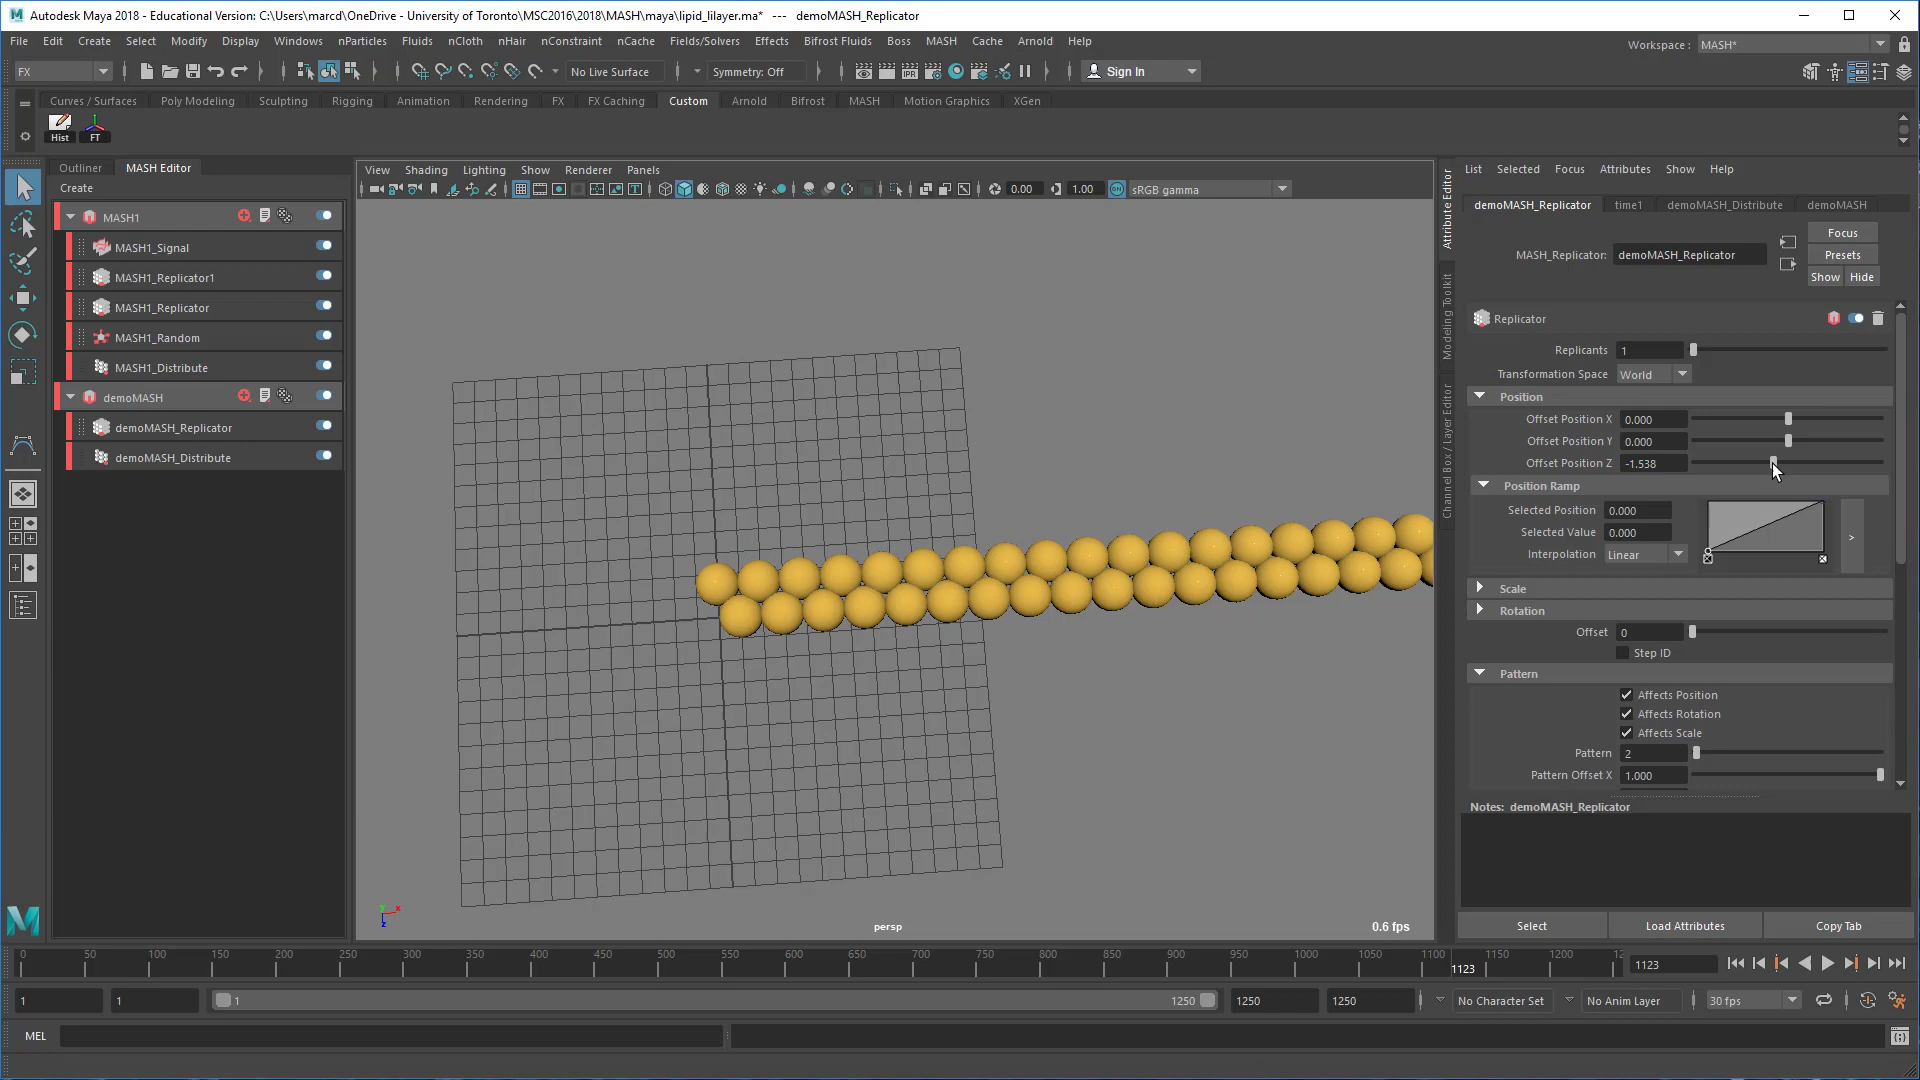 Autodesk Maya 2018 - Educational Version: C:\Users\marcd\OneDrive - University of Toronto\MSC2016\2018\MASH\maya\lipid_lilayer.ma* --- demoMASH_Replicator
File Edit Create Select Modify Display Windows nParticles Fluids nCloth nHair nConstraint nCache Fields/Solvers Effects Bifrost Fluids Boss MASH Cache Arnold Help
Workspace : MASH*
FX No Live Surface Symmetry: Off Sign In
Curves / Surfaces Poly Modeling Sculpting Rigging Animation Rendering FX FX Caching Custom Arnold Bifrost MASH Motion Graphics XGen
Hist FT
Outliner MASH Editor
Create
MASH1
MASH1_Signal
MASH1_Replicator1
MASH1_Replicator
MASH1_Random
MASH1_Distribute
demoMASH
demoMASH_Replicator
demoMASH_Distribute
View Shading Lighting Show Renderer Panels
IPR
0.00 1.00 ON sRGB gamma
persp
0.6 fps
y x z
Attribute Editor
Modeling Toolkit
Channel Box / Layer Editor
List Selected Focus Attributes Show Help
demoMASH_Replicator time1 demoMASH_Distribute demoMASH
Focus
MASH_Replicator: demoMASH_Replicator Presets
Show Hide
Replicator
Replicants 1
Transformation Space World
Position
Offset Position X 0.000
Offset Position Y 0.000
Offset Position Z -1.538
Position Ramp
Selected Position 0.000
Selected Value 0.000
Interpolation Linear
>
Scale
Rotation
Offset 0
Step ID
Pattern
Affects Position
Affects Rotation
Affects Scale
Pattern 2
Pattern Offset X 1.000
Notes: demoMASH_Replicator
Select Load Attributes Copy Tab
0 50 100 150 200 250 300 350 400 450 500 550 600 650 700 750 800 850 900 950 1000 1050 1100 1150 1200 12
1123 1123
1 1 1 1250 1250 1250 No Character Set No Anim Layer 30 fps
MEL